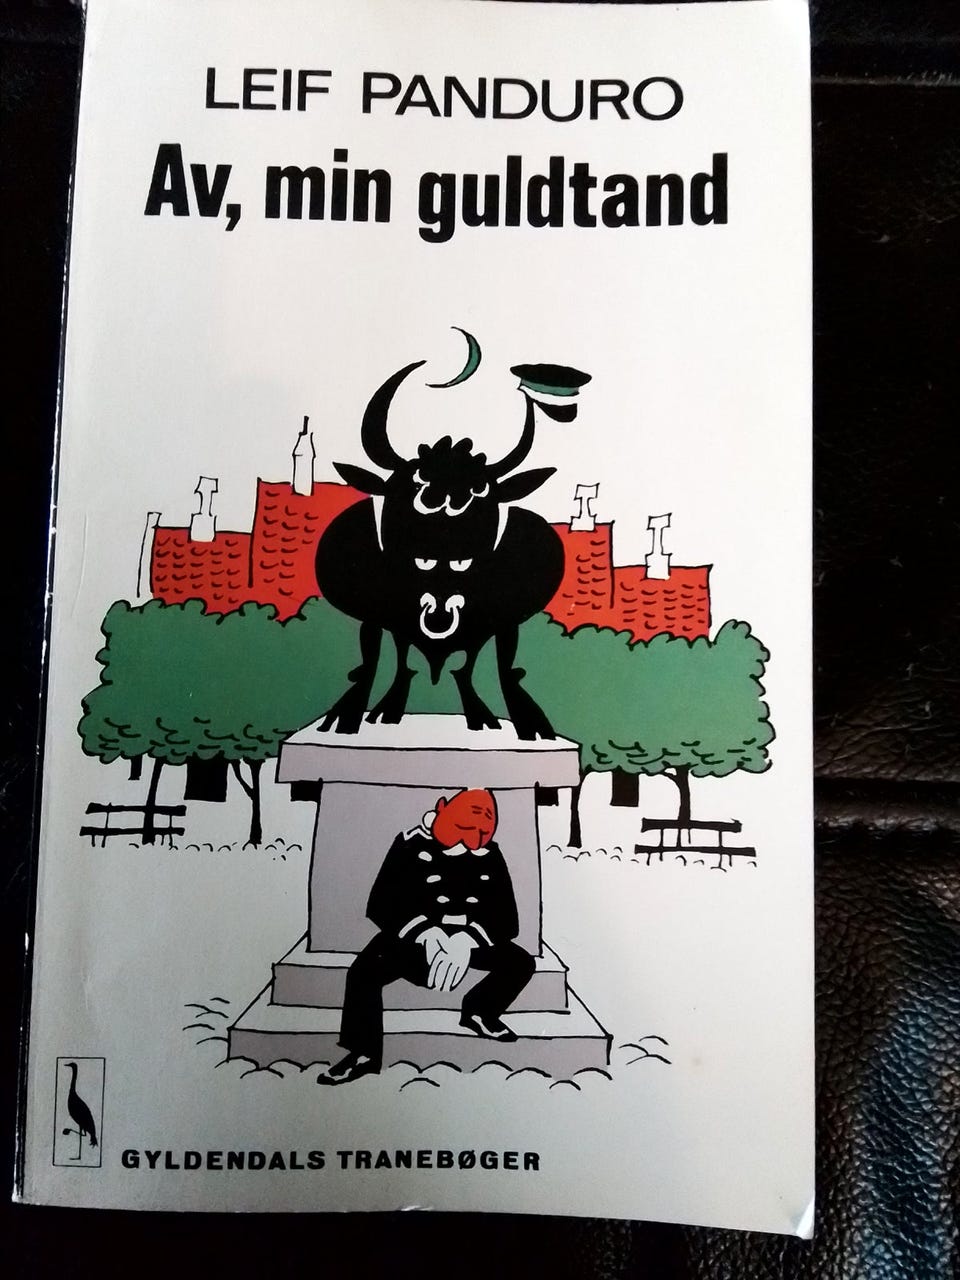 LEIF PANDURO
Av, min guldtand
GYLDENDALS TRANEBØGER